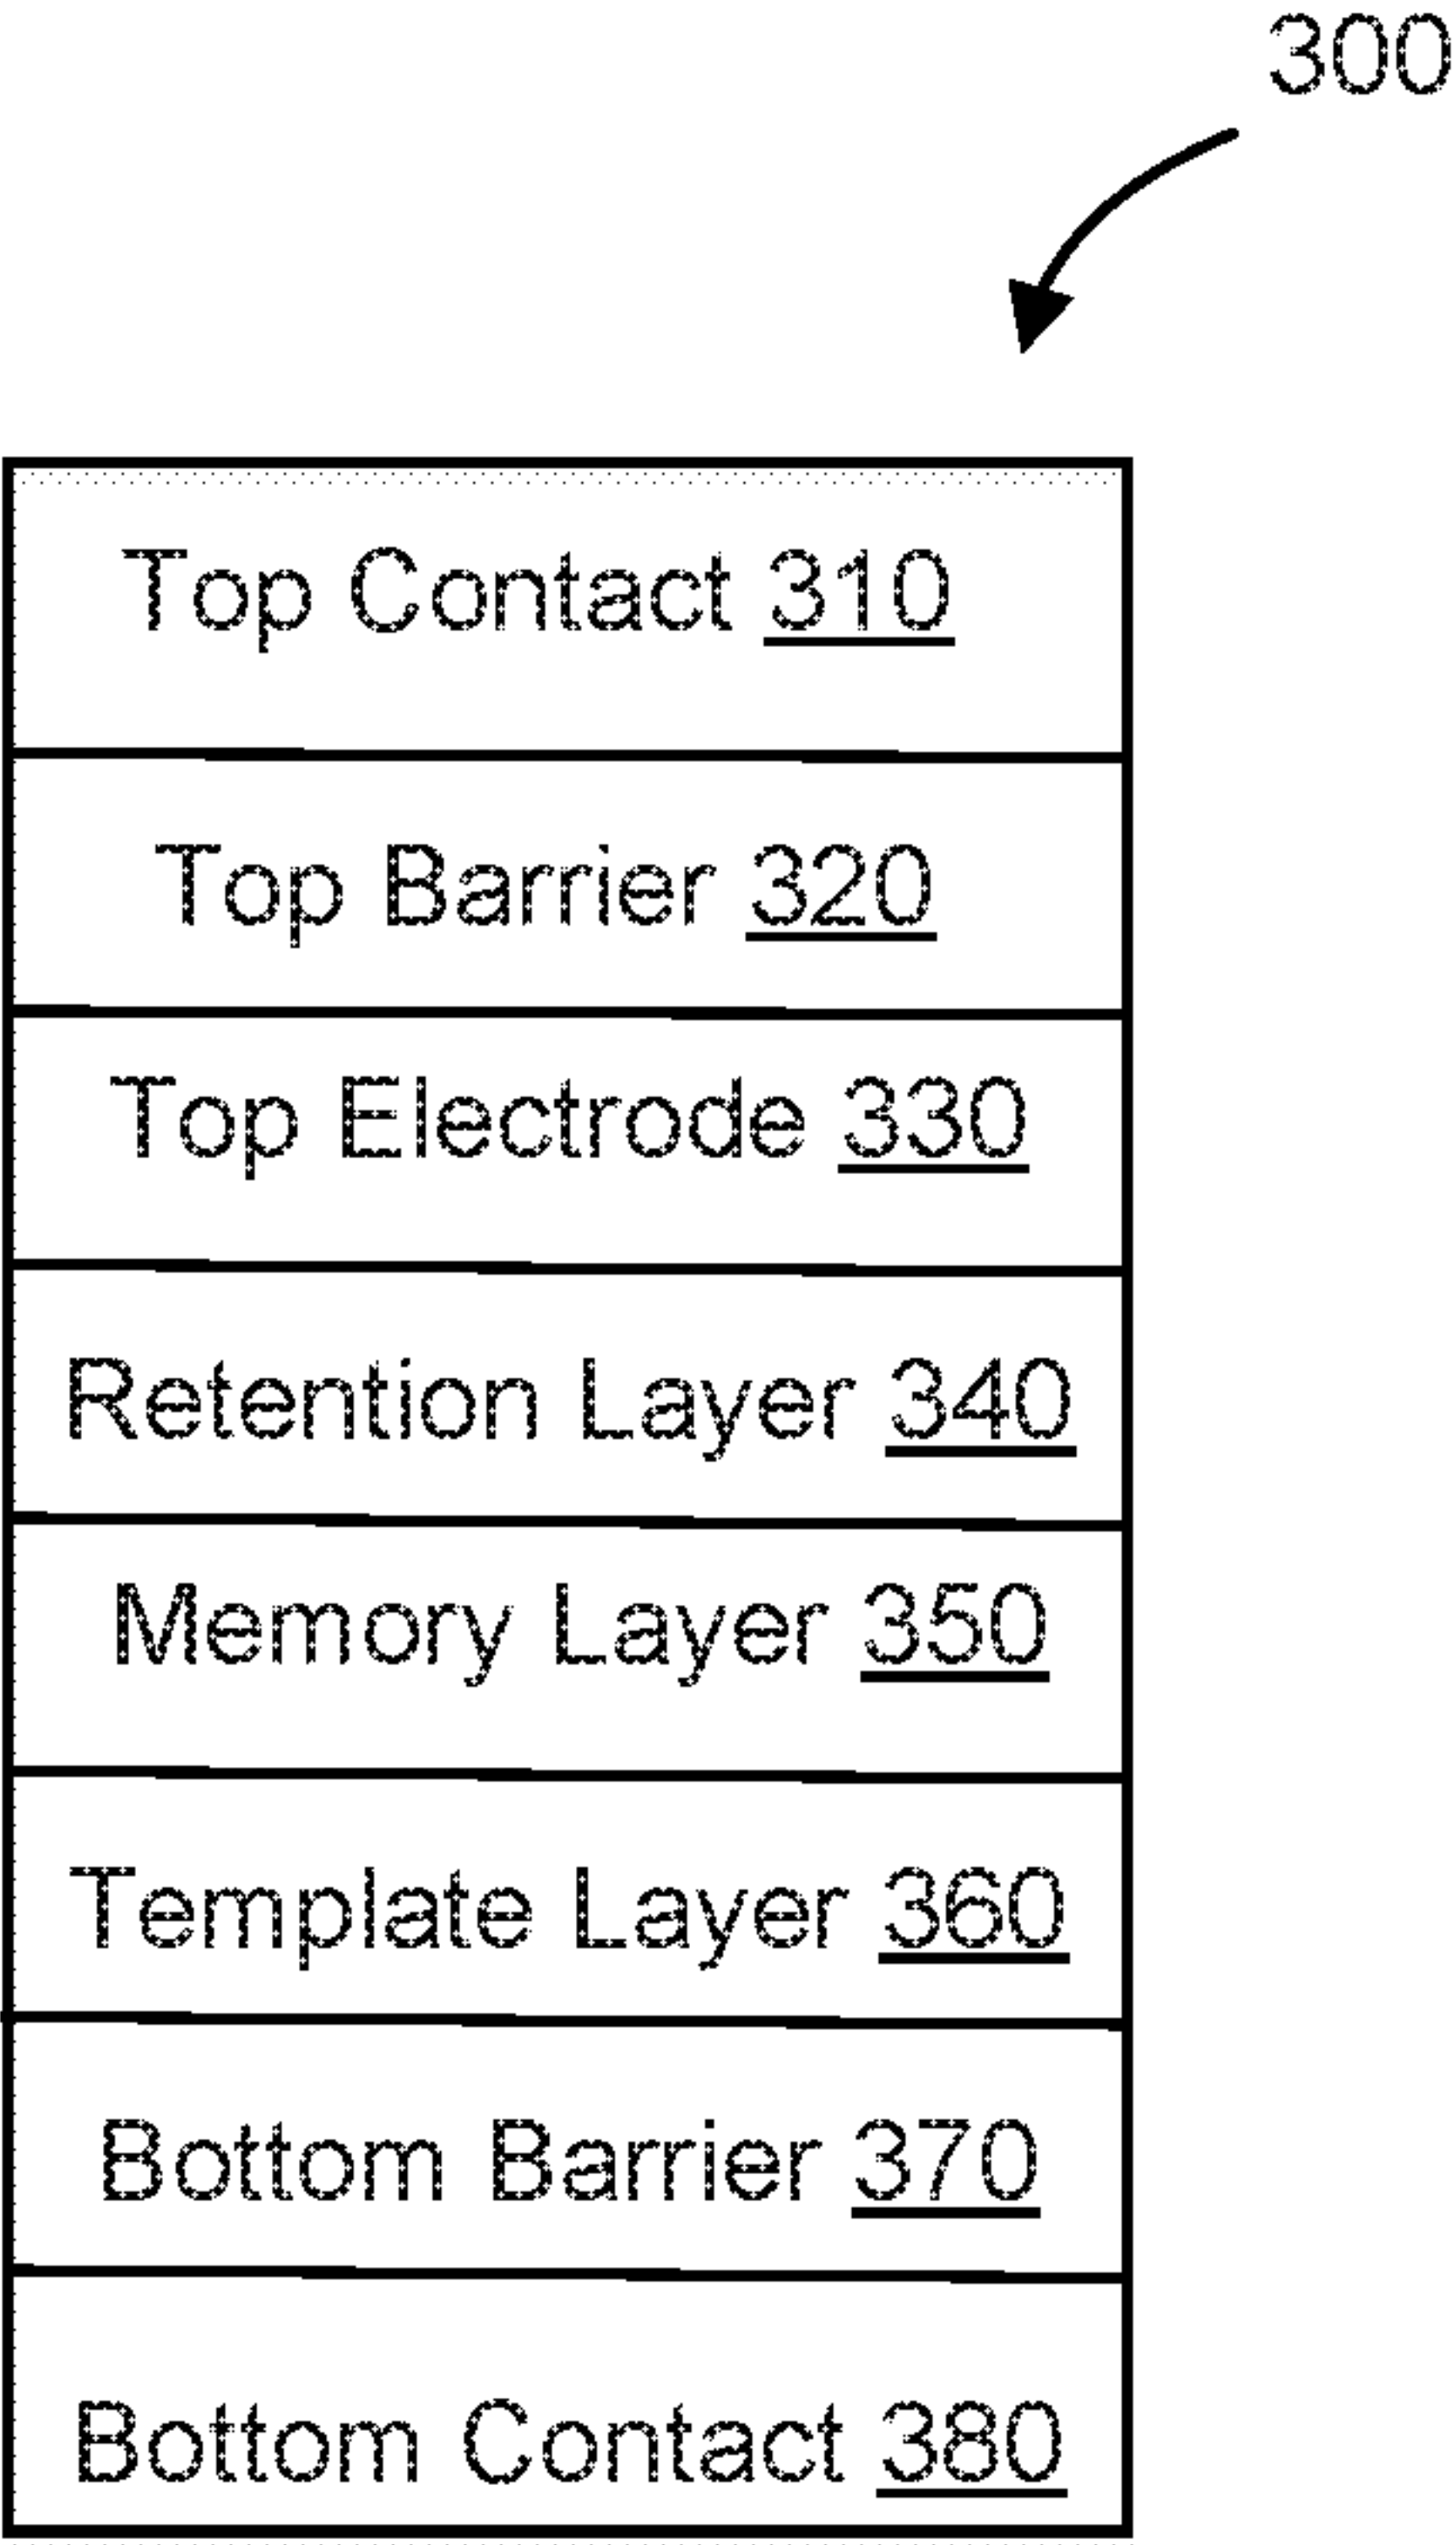 300
Top Contact 310
Top Barrier 320
Top Electrode 330
Retention Layer 340
Memory Layer 350
Template Layer 360
Bottom Barrier 370
Bottom Contact 380